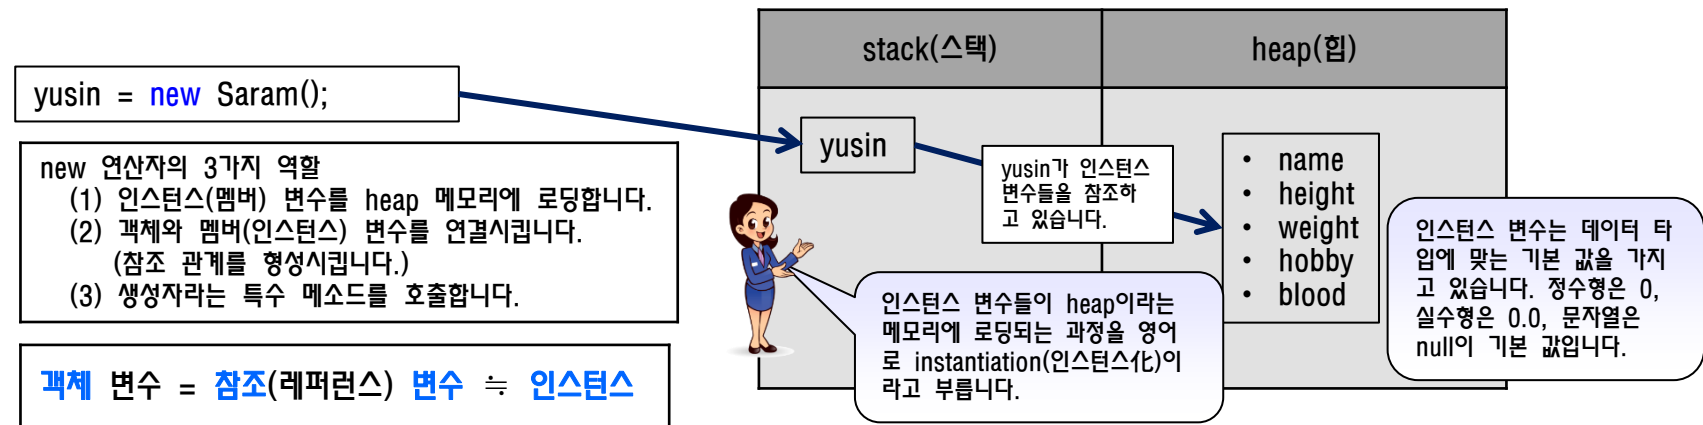 yusin = new Saram();
new 연산자의 3가지 역할
(1) 인스턴스(멤버) 변수를 heap 메모리에 로딩합니다.
(2) 객체와 멤버(인스턴스) 변수를 연결시킵니다.
(참조 관계를 형성시킵니다.)
(3) 생성자라는 특수 메소드를 호출합니다.
객체 변수 = 참조(레퍼런스) 변수 ≒ 인스턴스
stack(스택)
heap(힙)
yusin
yusin가 인스턴스
변수들을 참조하
고 있습니다.
• name
• height
• weight
• hobby
• blood
인스턴스 변수들이 heap이라는
메모리에 로딩되는 과정을 영어
로 instantiation(인스턴스化)이
라고 부릅니다.
인스턴스 변수는 데이터 타
입에 맞는 기본 값을 가지
고 있습니다. 정수형은 0,
실수형은 0.0, 문자열은
null이 기본 값입니다.